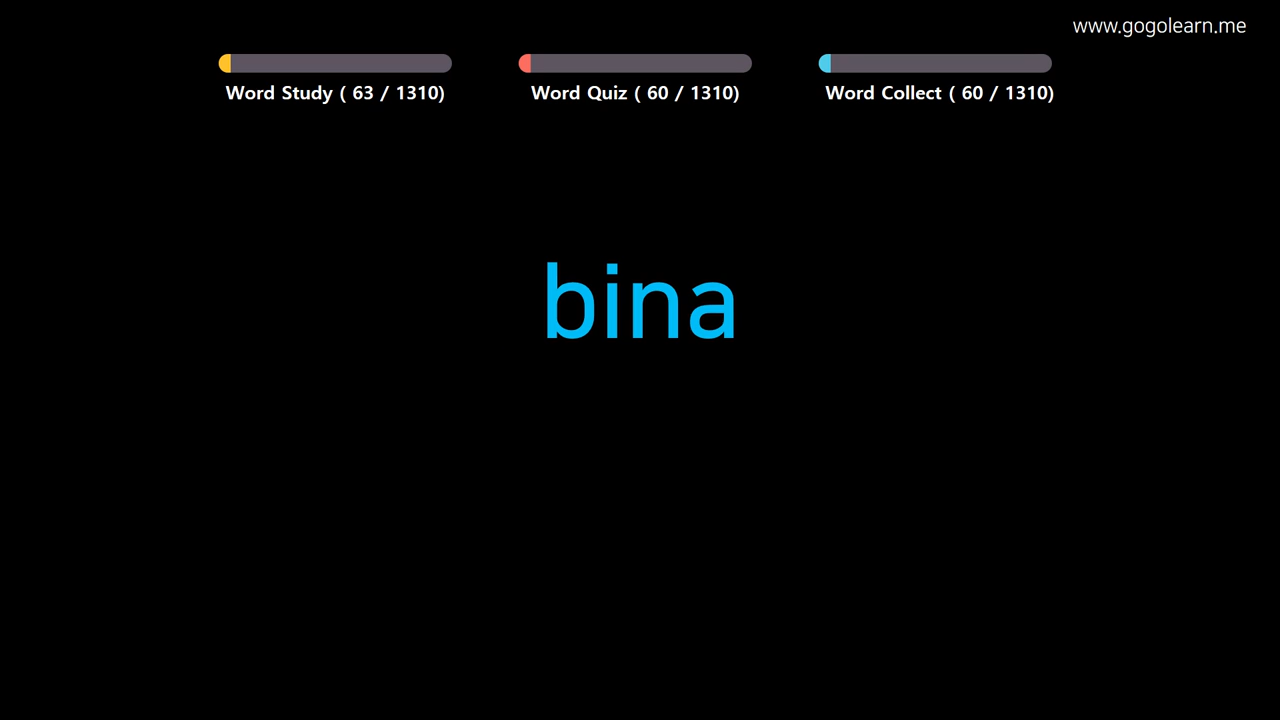 www.gogolearn.me
Word Study ( 63 / 1310)
Word Quiz ( 60 / 1310)
Word Collect ( 60 / 1310)
bina